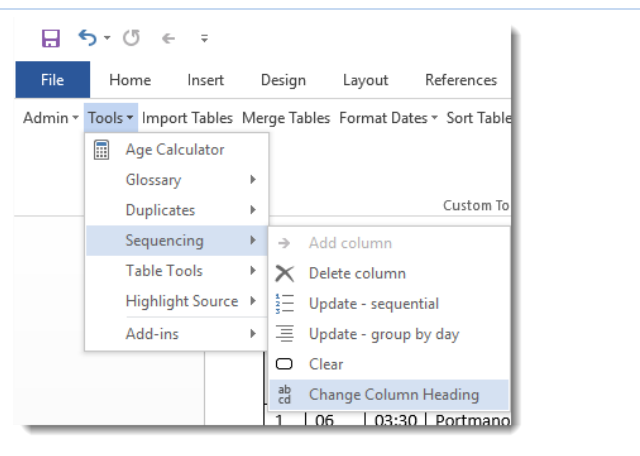 File Home Insert Design Layout References
Admin Tools Import Tables Merge Tables Format Dates Sort Table
Age Calculator
Glossary
Duplicates
Custom To
Sequencing
Add column
Table Tools
Delete column
Highlight Source
Update - sequential
Add-ins
Update - group by day
Clear
ab
cd
Change Column Heading
1 06 03:30 Portmano